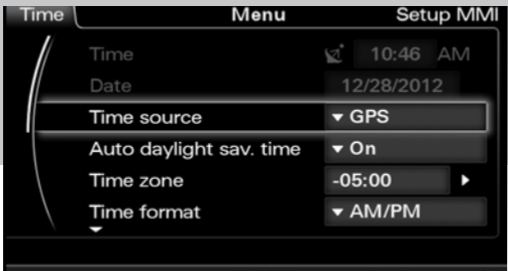 Time Menu Setup MMI
Time 10:46 AM
Date 12/28/2012
Time source GPS
Auto daylight sav. time On
Time zone -05:00
Time format AM/PM